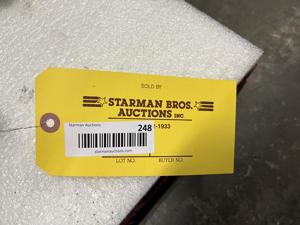 SOLD BY
STARMAN BROS.
AUCTIONS INC.
Starman Auctions
248
-1933
starmanauctions.com
LOT NO. BUYER NO.